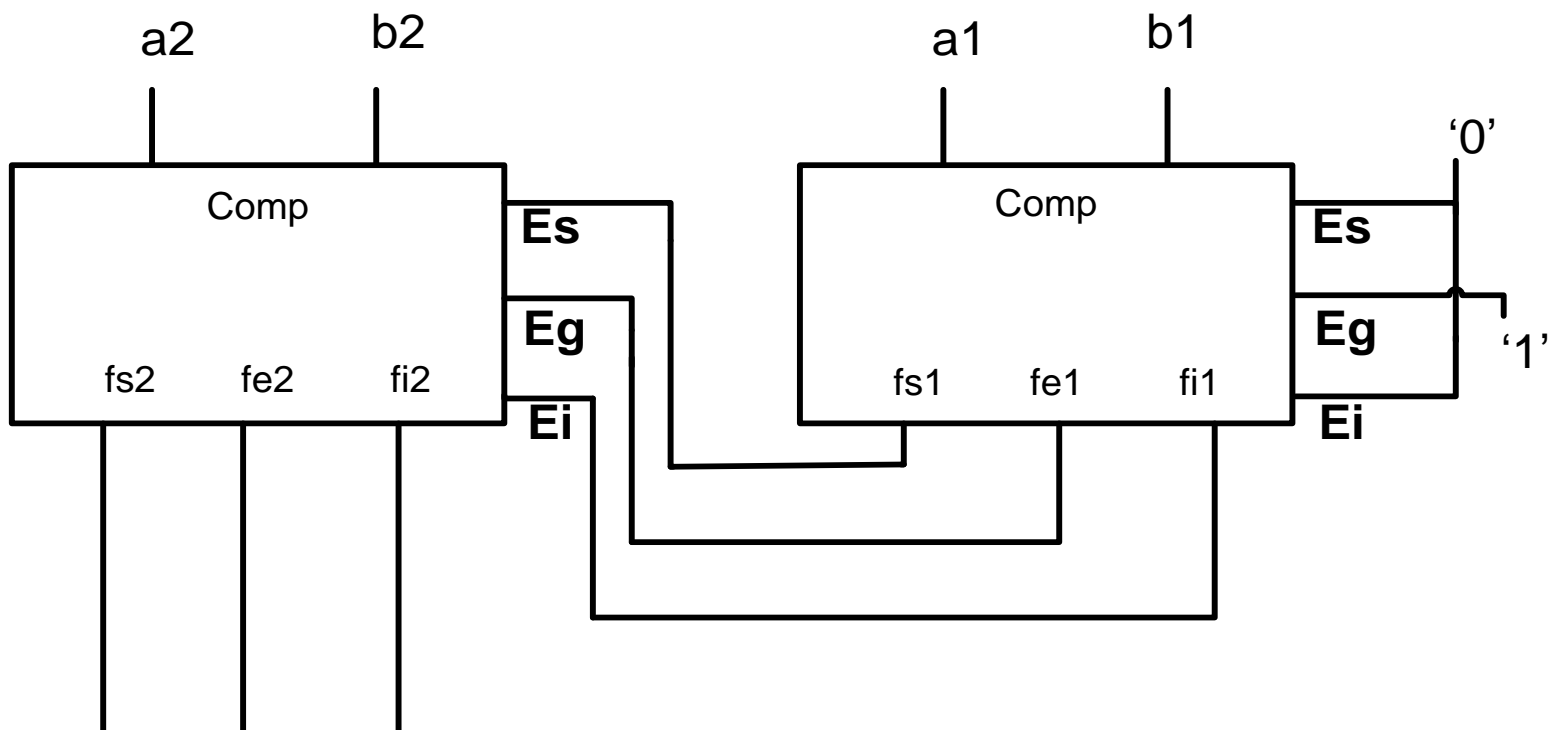 a2 b2 a1 b1
‘0’
Comp Comp
Es Es
Eg Eg
‘1’
fs2 fe2 fi2 fs1 fe1 fi1
Ei Ei